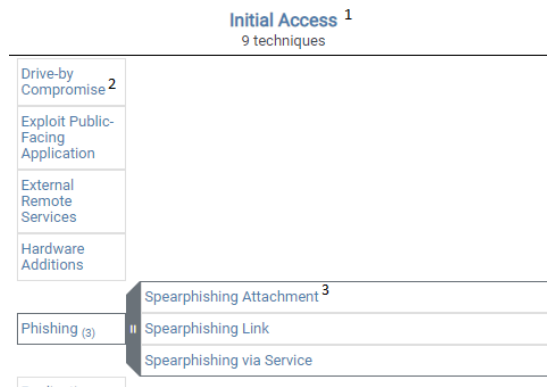 Initial Access 1
9 techniques
Drive-by
Compromise 2
Exploit Public-
Facing
Application
External
Remote
Services
Hardware
Additions
Spearphishing Attachment 3
Phishing (3)
Spearphishing Link
Spearphishing via Service